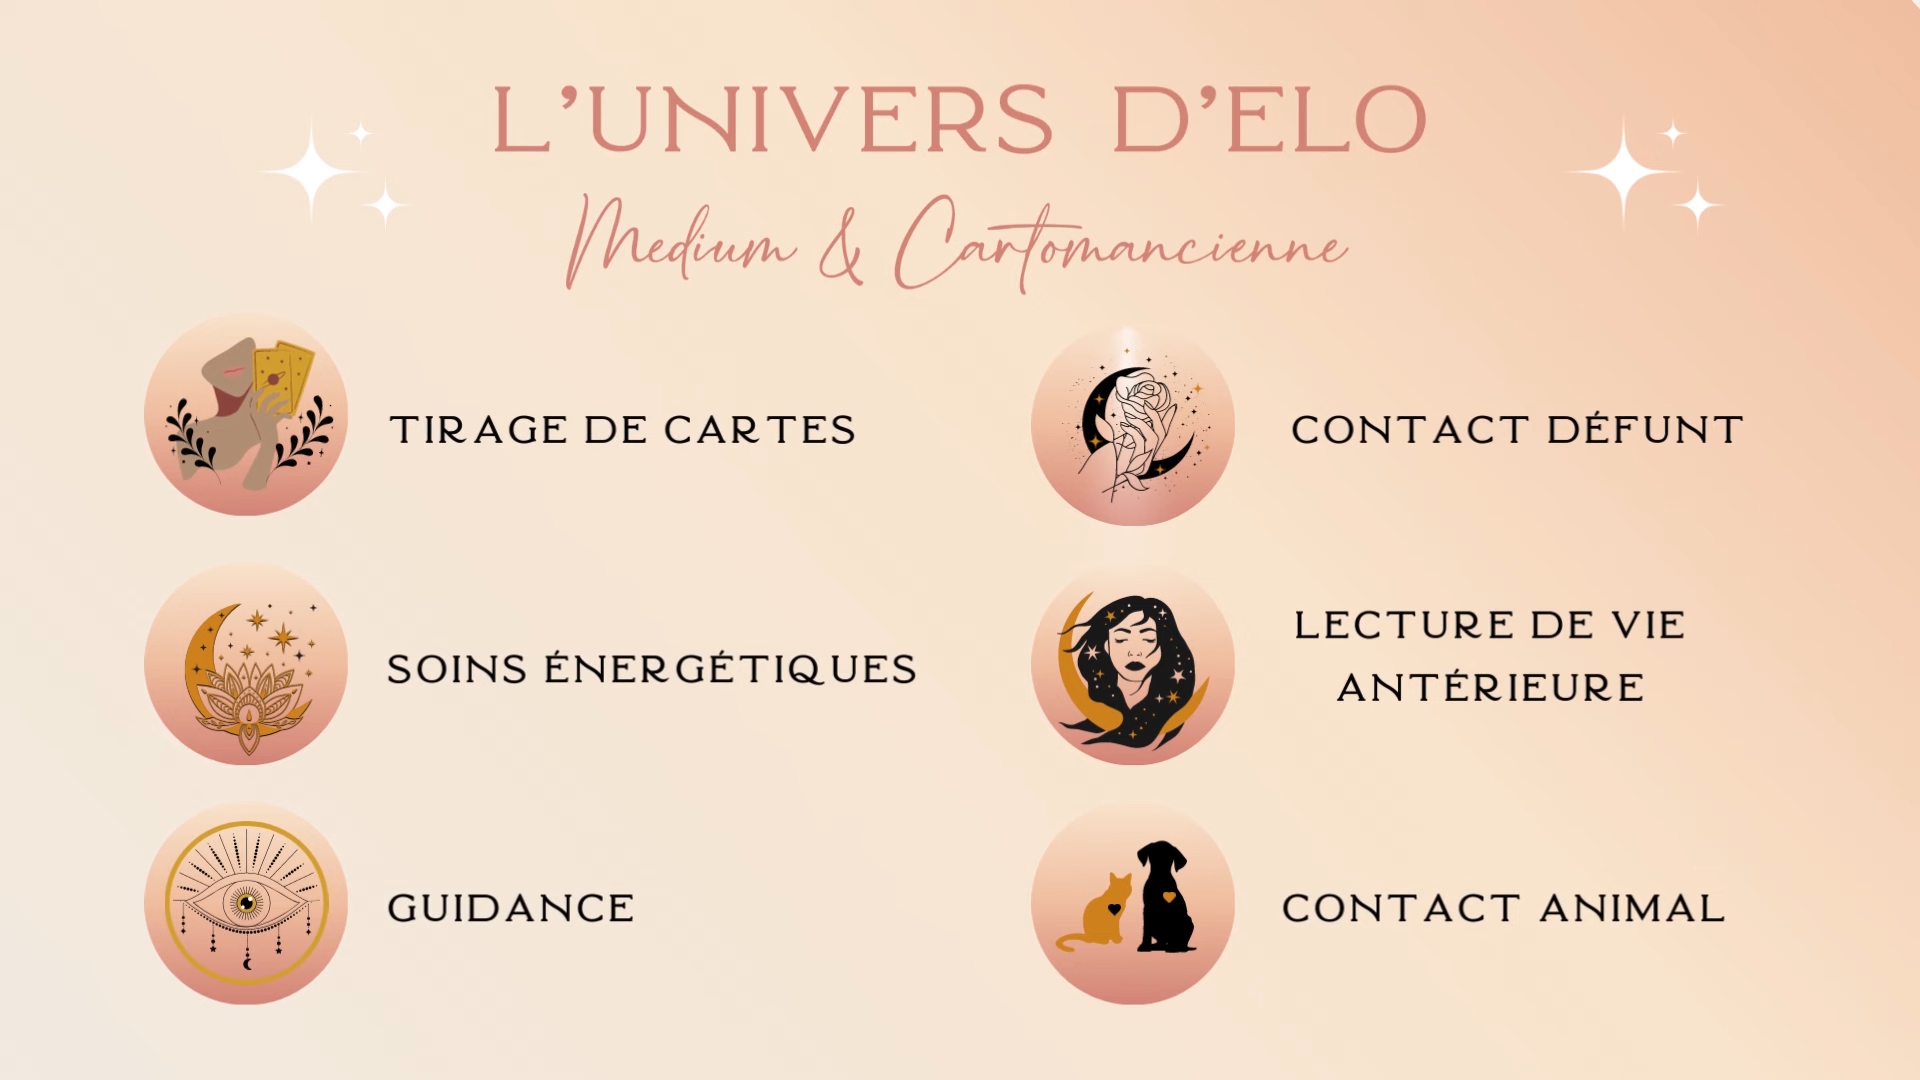 L'UNIVERS D'ELO
Medium & Cartomancienne
TIRAGE DE CARTES
CONTACT DÉFUNT
SOINS ÉNERGÉTIQUES
LECTURE DE VIE
ANTÉRIEURE
GUIDANCE
CONTACT ANIMAL